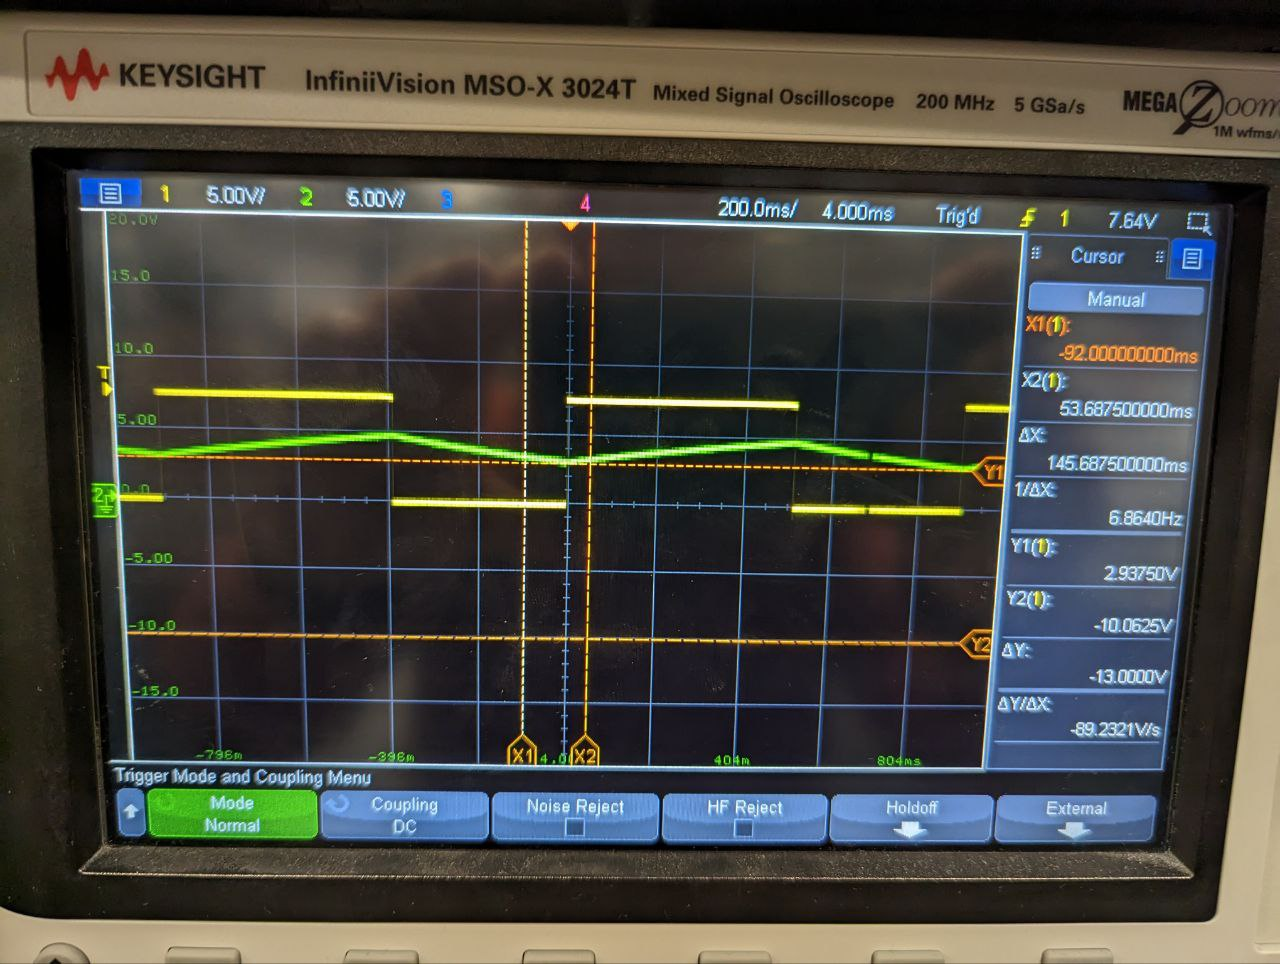 KEYSIGHT InfiniiVision MSO-X 3024T Mixed Signal Oscilloscope 200 MHz 5 GSa/s MEGA Zoom
1M wfms/
1 5.00V/ 2 5.00V/ 3 4 200.0ms/ 4.000ms Trig'd 1 7.64V
20.0V
15.0
10.0
T
5.00
2
0.0
-5.00
-10.0
-15.0
Y1
Y2
-796m -396m X1 4.0 X2 404m 804ms
Cursor
Manual
X1(1):
-92.000000000ms
X2(1):
53.687500000ms
ΔX:
145.687500000ms
1/ΔX:
6.8640Hz
Y1(1):
2.93750V
Y2(1):
-10.0625V
ΔY:
-13.0000V
ΔY/ΔX:
-89.2321V/s
Trigger Mode and Coupling Menu
Mode
Normal
Coupling
DC
Noise Reject
HF Reject
Holdoff
External